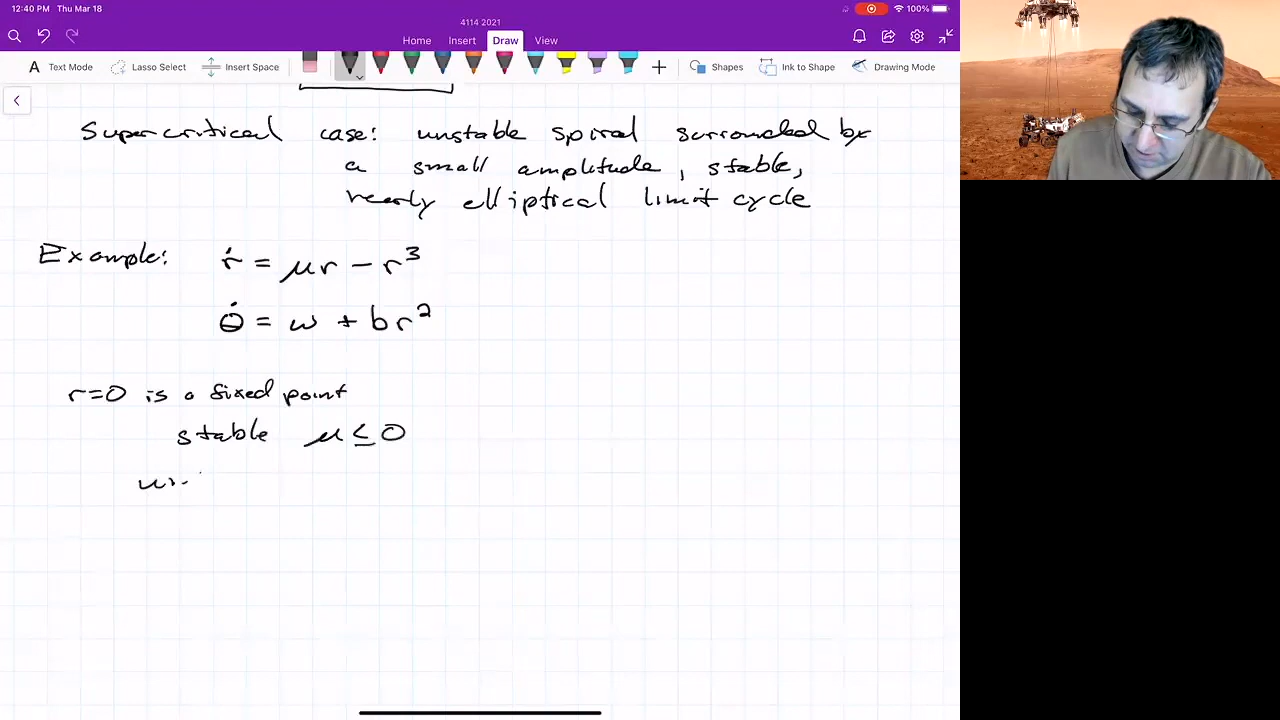 12:40 PM Thu Mar 18
100%
4114 2021
Home Insert Draw View
Text Mode Lasso Select Insert Space Shapes Ink to Shape Drawing Mode
Supercritical case: unstable spiral surrounded by
a small amplitude, stable,
nearly elliptical limit cycle
Example: ṙ = μr − r³
θ̇ = ω + br²
r=0 is a fixed point
stable μ ≤ 0
un